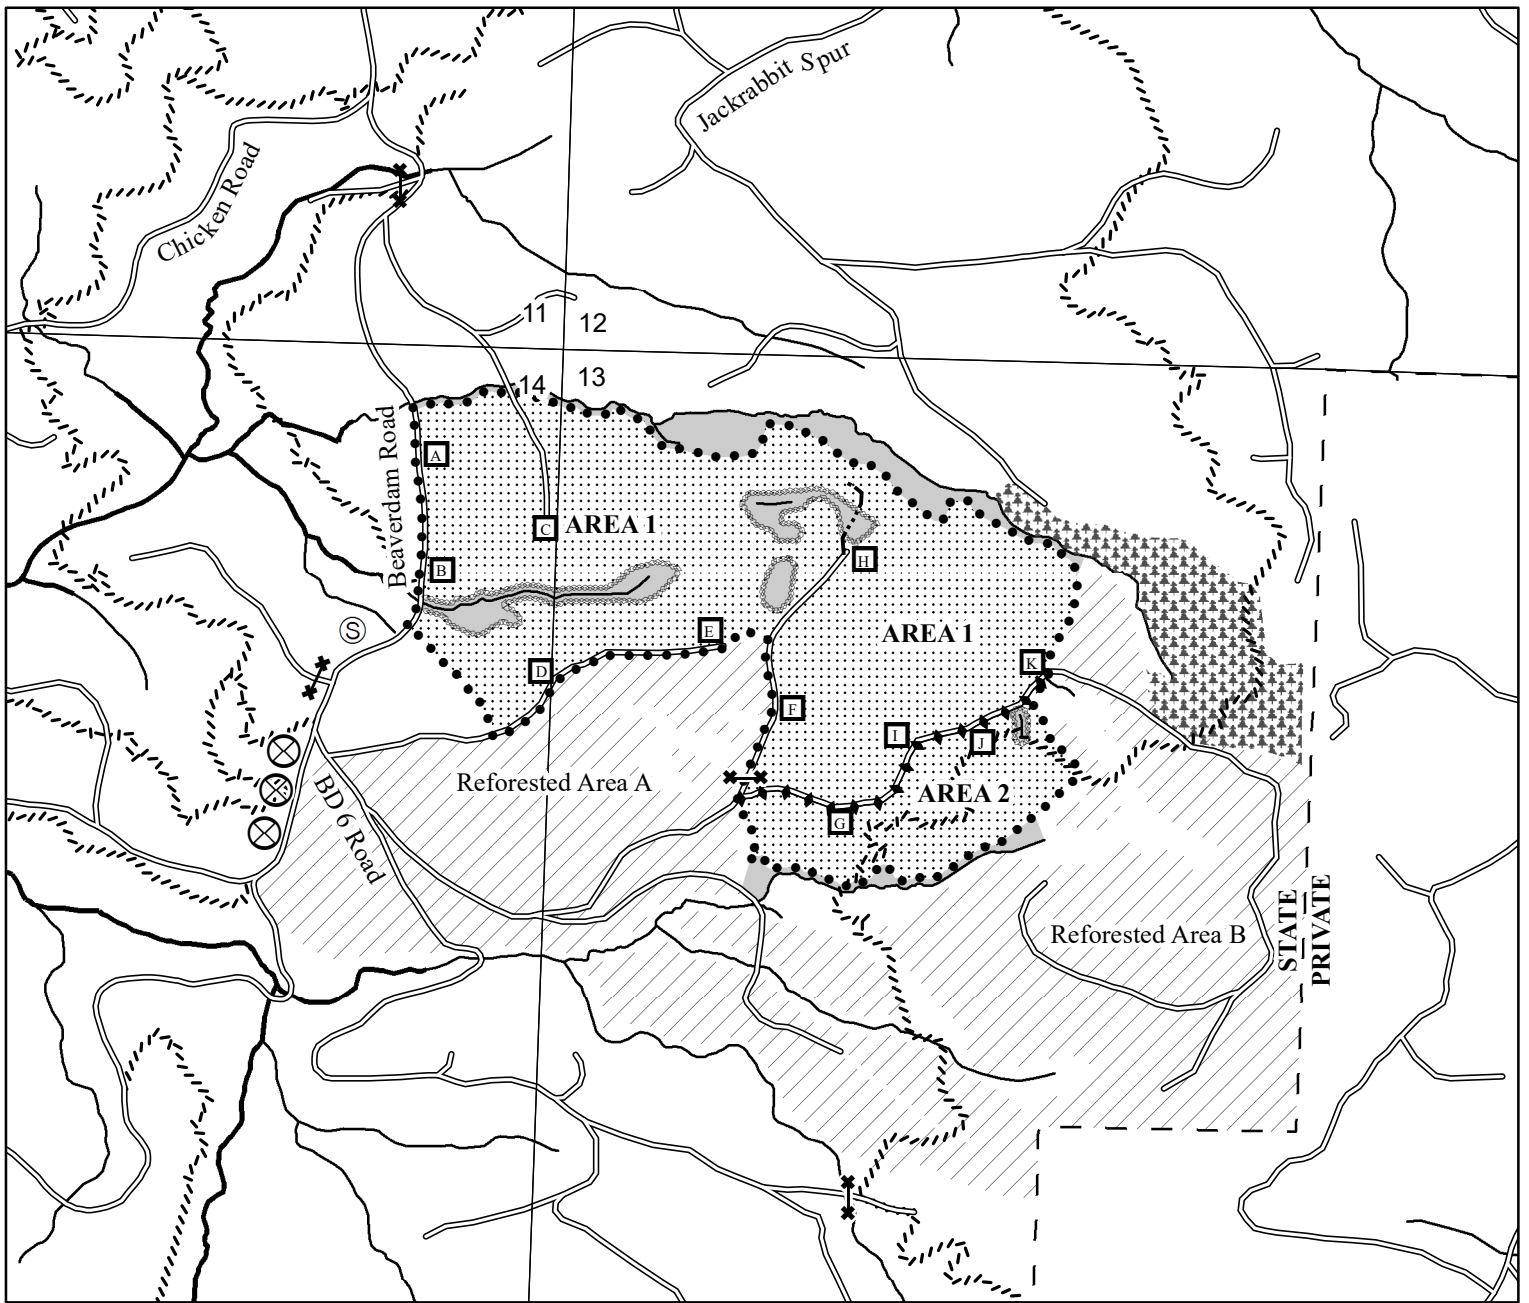 Jackrabbit Spur
Chicken Road
11
12
14
13
Beaverdam Road
A
C
AREA 1
B
H
Ⓢ
E
AREA 1
D
K
F
I
J
Reforested Area A
BD 6 Road
AREA 2
G
Reforested Area B
STATE
PRIVATE